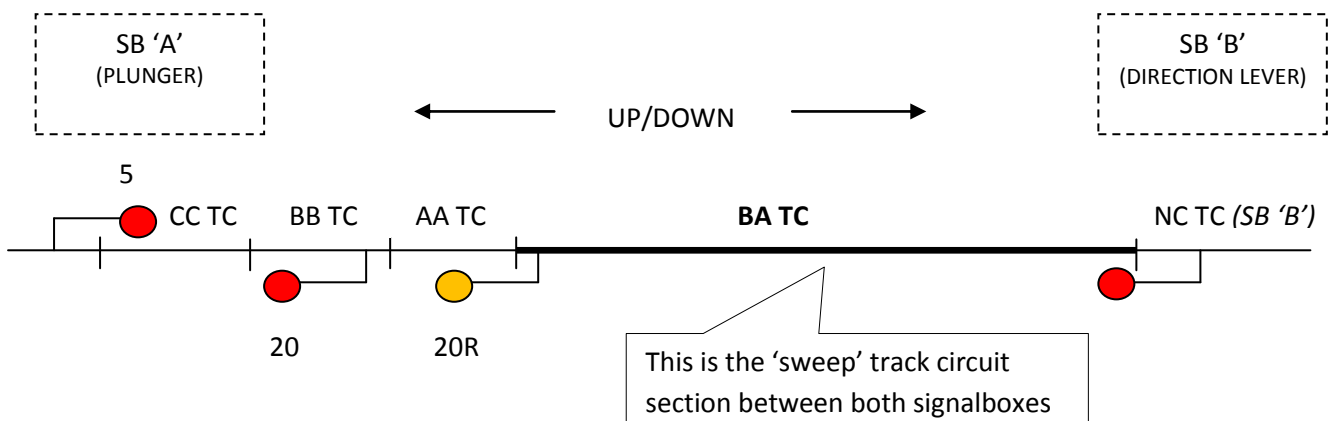 SB ‘A’
(PLUNGER)
SB ‘B’
(DIRECTION LEVER)
UP/DOWN
5
CC TC
BB TC
AA TC
BA TC
NC TC (SB ‘B’)
20
20R
This is the ‘sweep’ track circuit
section between both signalboxes